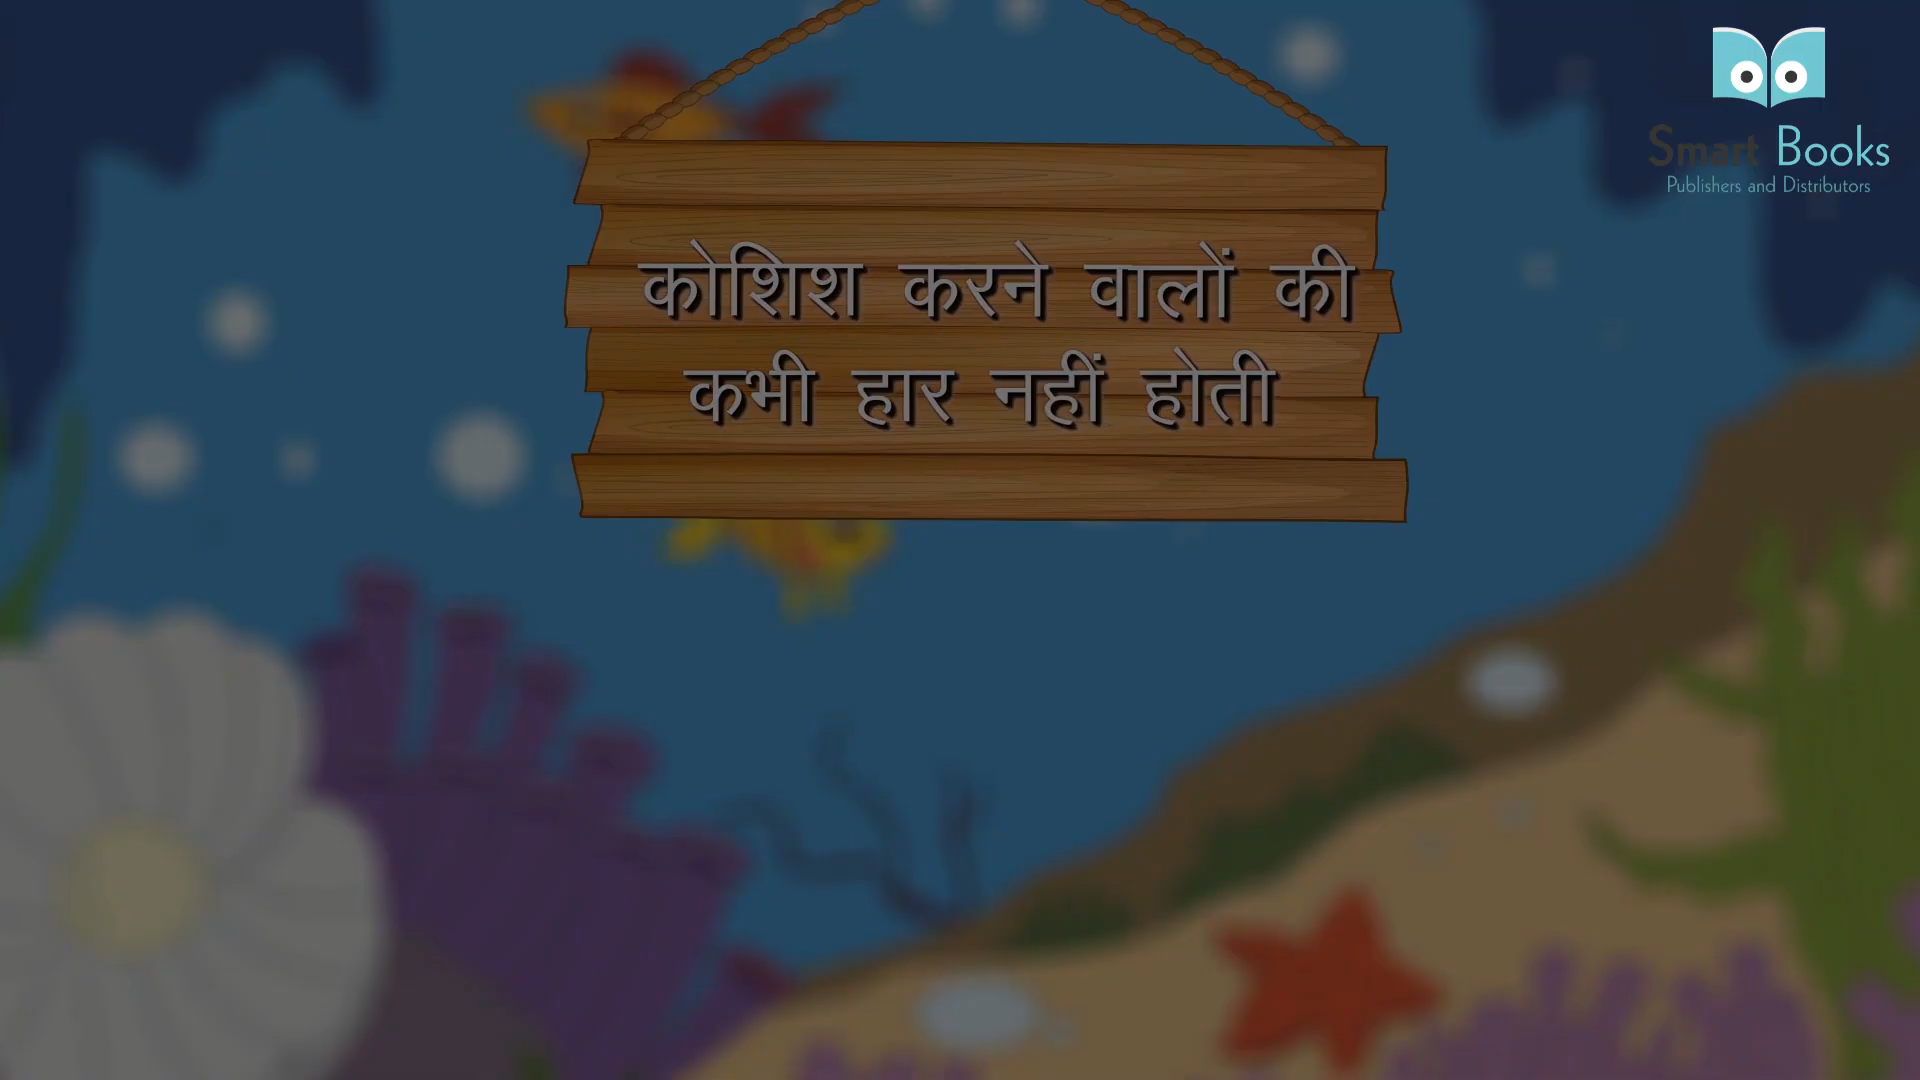 कोशिश करने वालों की
कभी हार नहीं होती
Smart Books
Publishers and Distributors